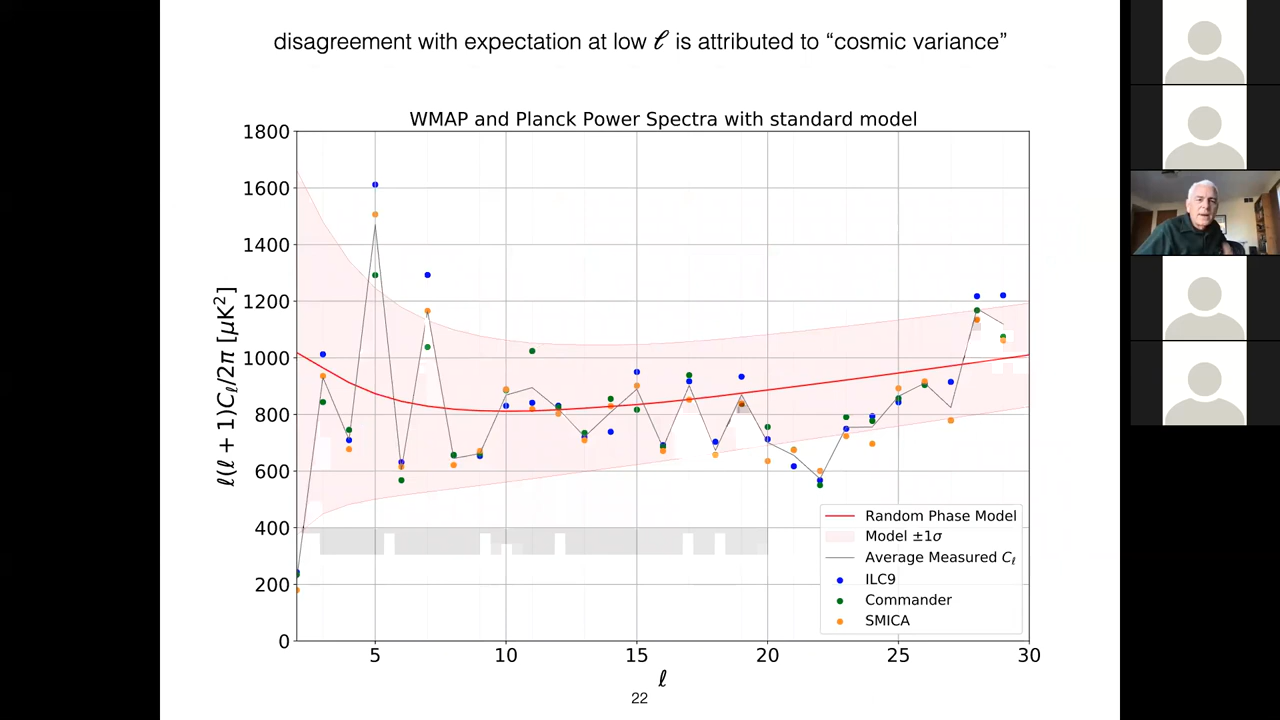 disagreement with expectation at low ℓ is attributed to “cosmic variance”
WMAP and Planck Power Spectra with standard model
ℓ(ℓ + 1)Cℓ/2π [μK²]
1800
1600
1400
1200
1000
800
600
400
200
0
5
10
15
20
25
30
ℓ
Random Phase Model
Model ±1σ
Average Measured Cℓ
ILC9
Commander
SMICA
22